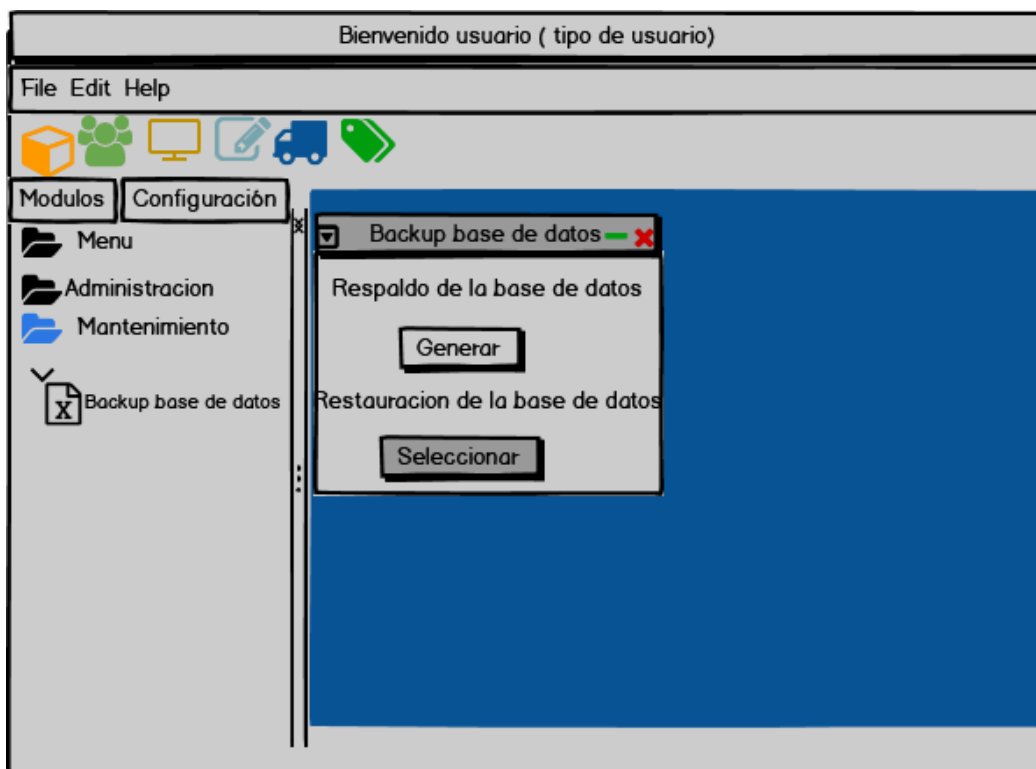 Bienvenido usuario ( tipo de usuario)
File Edit Help
Modulos Configuración
Menu
Administracion
Mantenimiento
Backup base de datos
Backup base de datos
Respaldo de la base de datos
Generar
Restauracion de la base de datos
Seleccionar